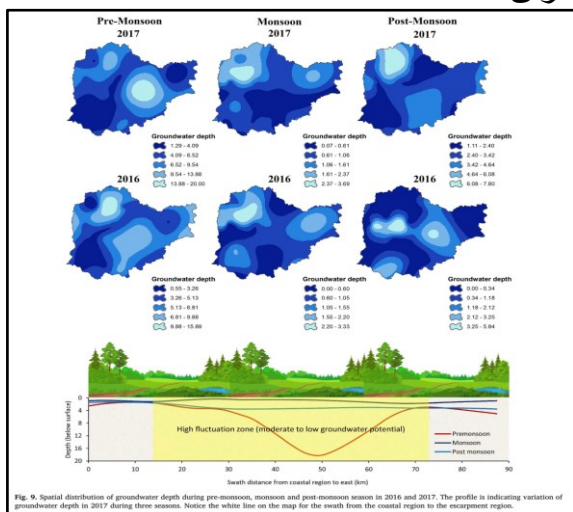 Pre-Monsoon
2017
Monsoon
2017
Post-Monsoon
2017
Groundwater depth
1.29 - 4.09
4.09 - 6.52
6.52 - 9.54
9.54 - 13.88
13.88 - 20.00
Groundwater depth
0.07 - 0.61
0.61 - 1.06
1.06 - 1.61
1.61 - 2.37
2.37 - 3.69
Groundwater depth
1.11 - 2.40
2.40 - 3.42
3.42 - 4.64
4.64 - 6.08
6.08 - 7.80
2016
2016
2016
Groundwater depth
0.55 - 3.26
3.26 - 5.13
5.13 - 6.81
6.81 - 9.88
9.88 - 15.88
Groundwater depth
0.00 - 0.60
0.60 - 1.05
1.05 - 1.55
1.55 - 2.20
2.20 - 3.33
Groundwater depth
0.00 - 0.34
0.34 - 1.18
1.18 - 2.12
2.12 - 3.25
3.25 - 5.84
Depth (below surface)
0
4
8
12
16
20
High fluctuation zone (moderate to low groundwater potential)
Premonsoon
Monsoon
Post monsoon
0 10 20 30 40 50 60 70 80 90
Swath distance from coastal region to east (km)
Fig. 9. Spatial distribution of groundwater depth during pre-monsoon, monsoon and post-monsoon season in 2016 and 2017. The profile is indicating variation of
groundwater depth in 2017 during three seasons. Notice the white line on the map for the swath from the coastal region to the escarpment region.